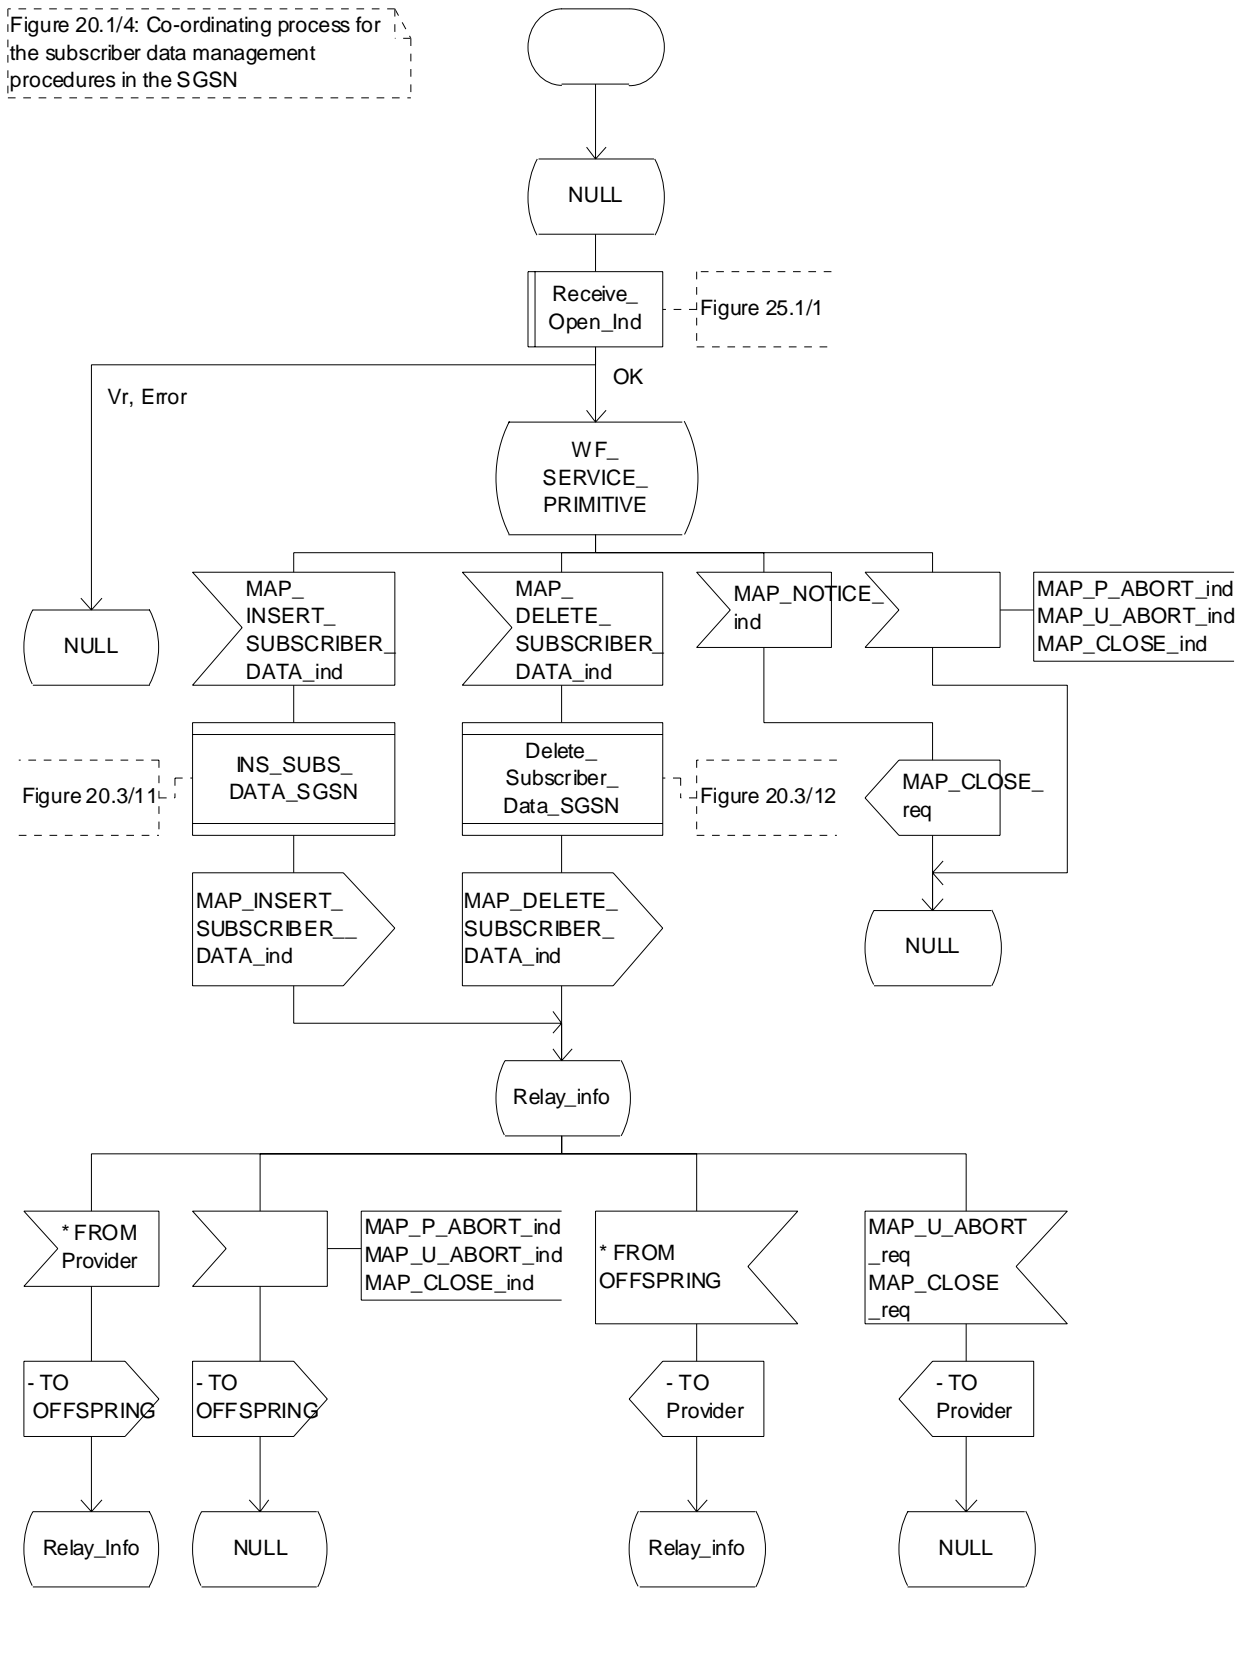 Figure 20.1/4: Co-ordinating process for
the subscriber data management
procedures in the SGSN
NULL
Receive_
Open_Ind
Figure 25.1/1
OK
Vr, Error
WF_
SERVICE_
PRIMITIVE
NULL
MAP_
INSERT_
SUBSCRIBER_
DATA_ind
MAP_
DELETE_
SUBSCRIBER_
DATA_ind
MAP_NOTICE_
ind
MAP_P_ABORT_ind
MAP_U_ABORT_ind
MAP_CLOSE_ind
Figure 20.3/11
INS_SUBS_
DATA_SGSN
Delete_
Subscriber_
Data_SGSN
Figure 20.3/12
MAP_CLOSE_
req
MAP_INSERT_
SUBSCRIBER__
DATA_ind
MAP_DELETE_
SUBSCRIBER_
DATA_ind
NULL
Relay_info
* FROM
Provider
MAP_P_ABORT_ind
MAP_U_ABORT_ind
MAP_CLOSE_ind
* FROM
OFFSPRING
MAP_U_ABORT
_req
MAP_CLOSE
_req
- TO
OFFSPRING
- TO
OFFSPRING
- TO
Provider
- TO
Provider
Relay_Info
NULL
Relay_info
NULL